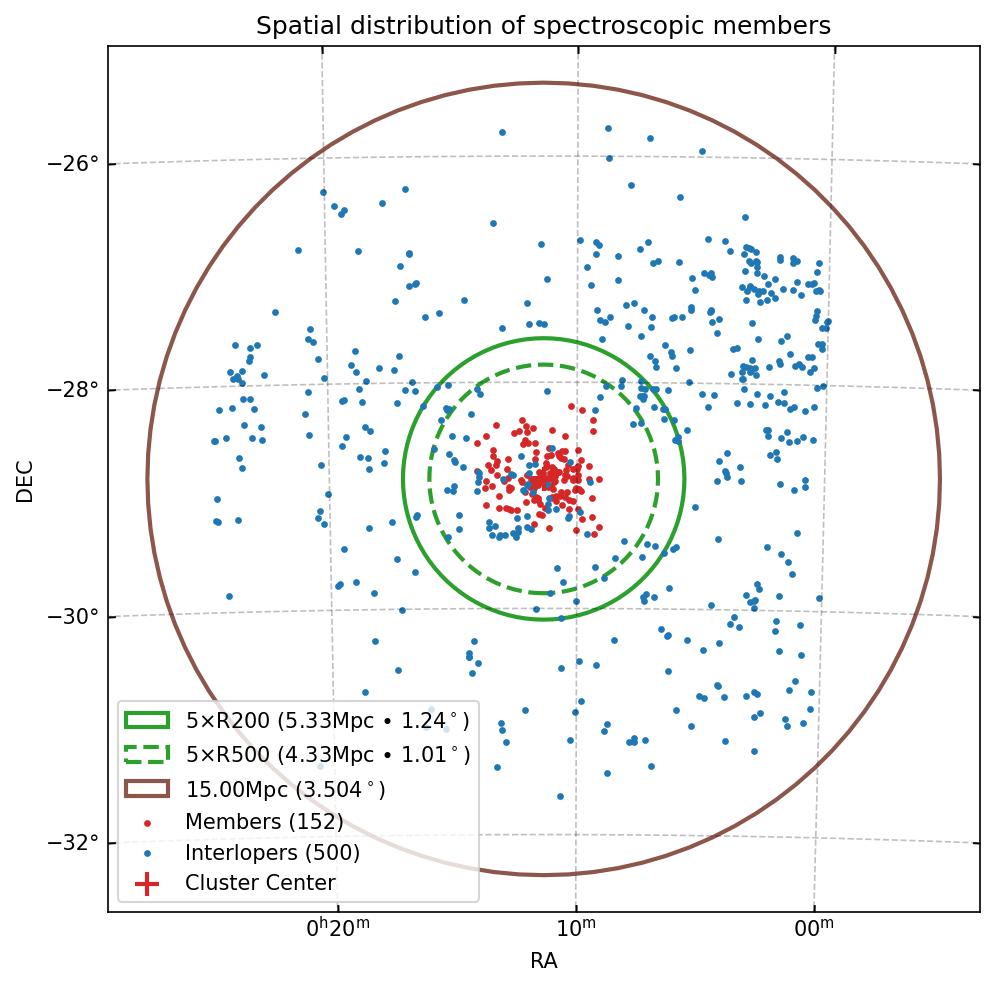 Spatial distribution of spectroscopic members
−26°
−28°
−30°
−32°
DEC
5×R200 (5.33Mpc • 1.24°)
5×R500 (4.33Mpc • 1.01°)
15.00Mpc (3.504°)
Members (152)
Interlopers (500)
Cluster Center
0ʰ20ᵐ 10ᵐ 00ᵐ
RA